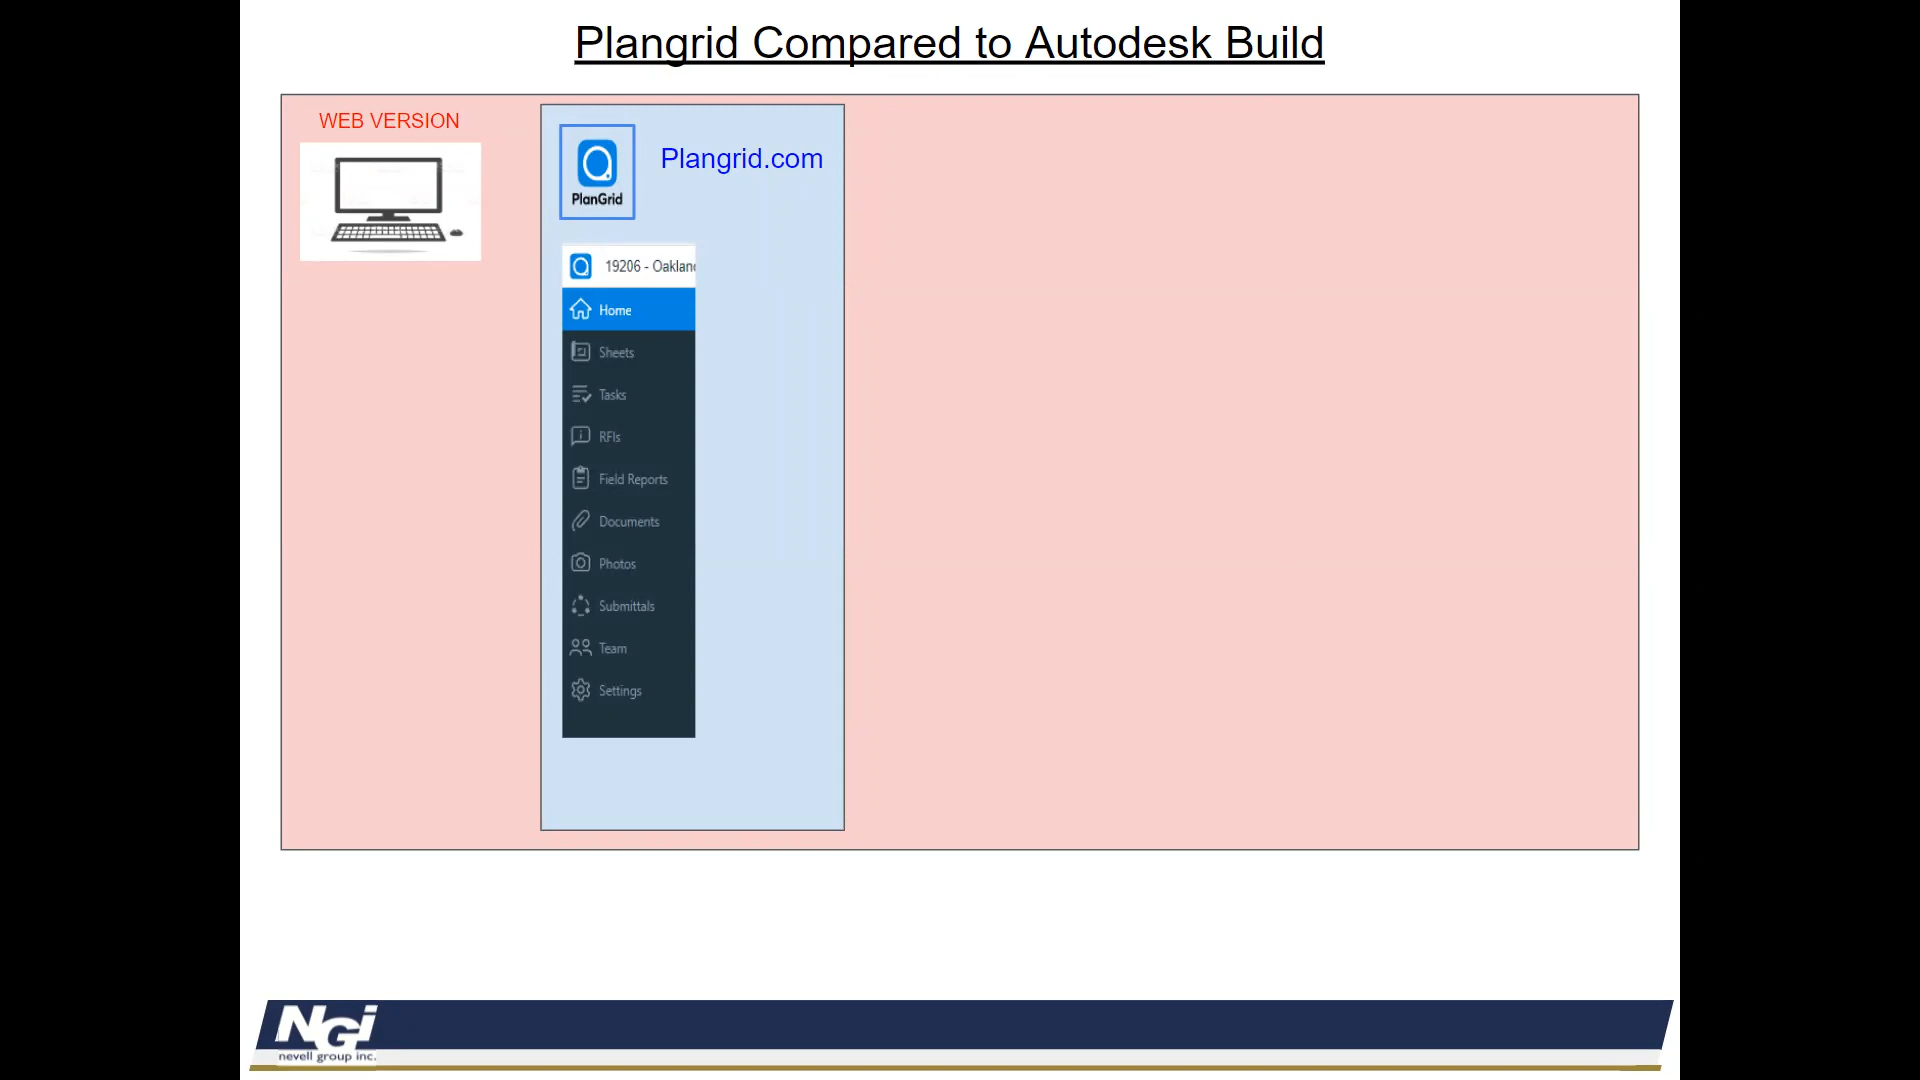 Plangrid Compared to Autodesk Build
WEB VERSION
PlanGrid
Plangrid.com
19206 - Oakland
Home
Sheets
Tasks
RFIs
Field Reports
Documents
Photos
Submittals
Team
Settings
NGi
nevell group inc.